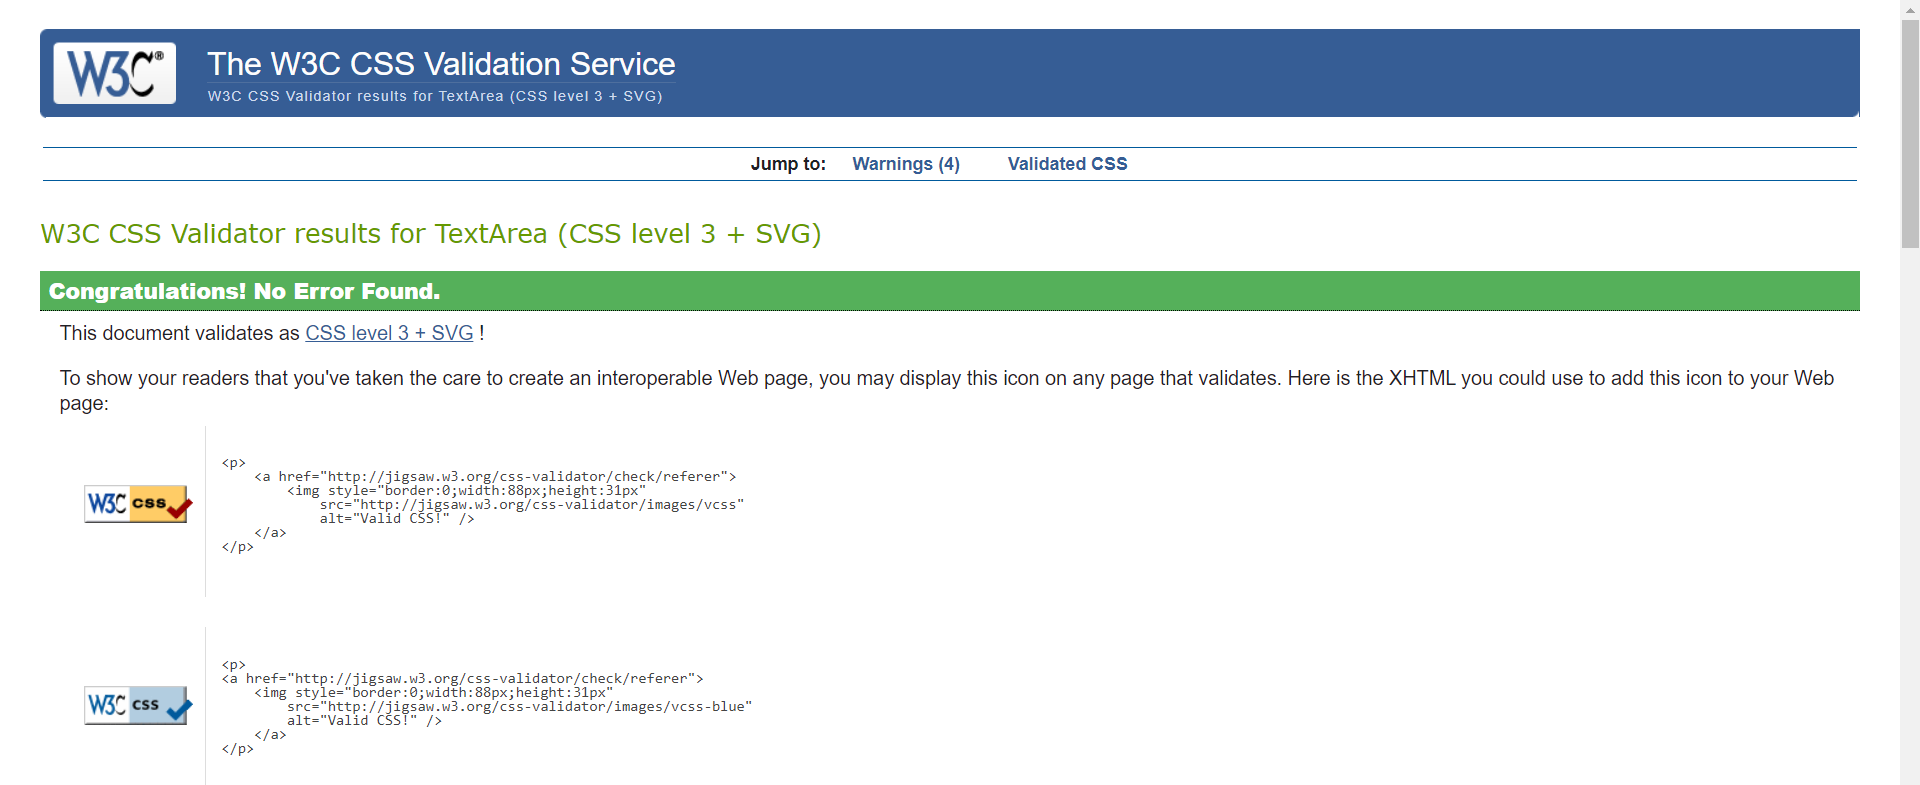 W3C®
The W3C CSS Validation Service
W3C CSS Validator results for TextArea (CSS level 3 + SVG)
Jump to: Warnings (4) Validated CSS
W3C CSS Validator results for TextArea (CSS level 3 + SVG)
Congratulations! No Error Found.
This document validates as CSS level 3 + SVG !
To show your readers that you've taken the care to create an interoperable Web page, you may display this icon on any page that validates. Here is the XHTML you could use to add this icon to your Web
page:
W3C css
<p>
<a href="http://jigsaw.w3.org/css-validator/check/referer">
<img style="border:0;width:88px;height:31px"
src="http://jigsaw.w3.org/css-validator/images/vcss"
alt="Valid CSS!" />
</a>
</p>
W3C css
<p>
<a href="http://jigsaw.w3.org/css-validator/check/referer">
<img style="border:0;width:88px;height:31px"
src="http://jigsaw.w3.org/css-validator/images/vcss-blue"
alt="Valid CSS!" />
</a>
</p>